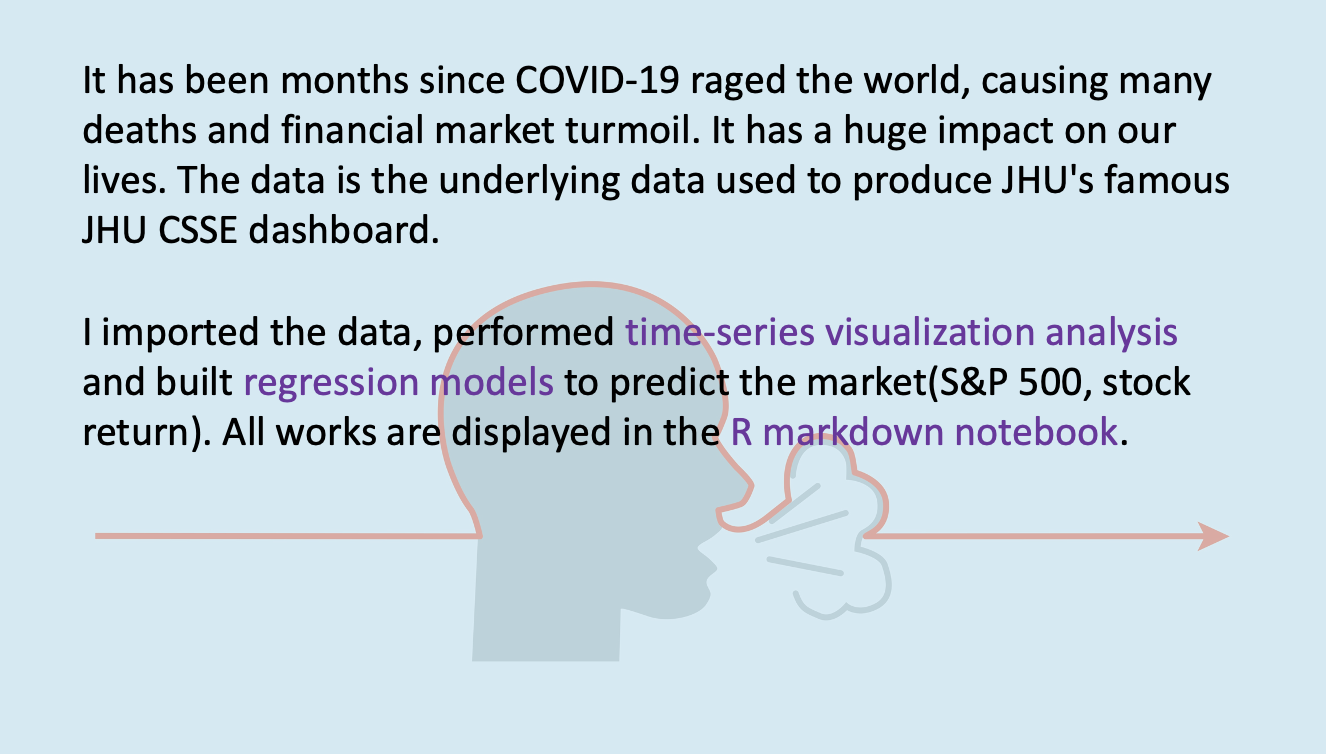 It has been months since COVID-19 raged the world, causing many
deaths and financial market turmoil. It has a huge impact on our
lives. The data is the underlying data used to produce JHU's famous
JHU CSSE dashboard.
I imported the data, performed time-series visualization analysis
and built regression models to predict the market(S&P 500, stock
return). All works are displayed in the R markdown notebook.